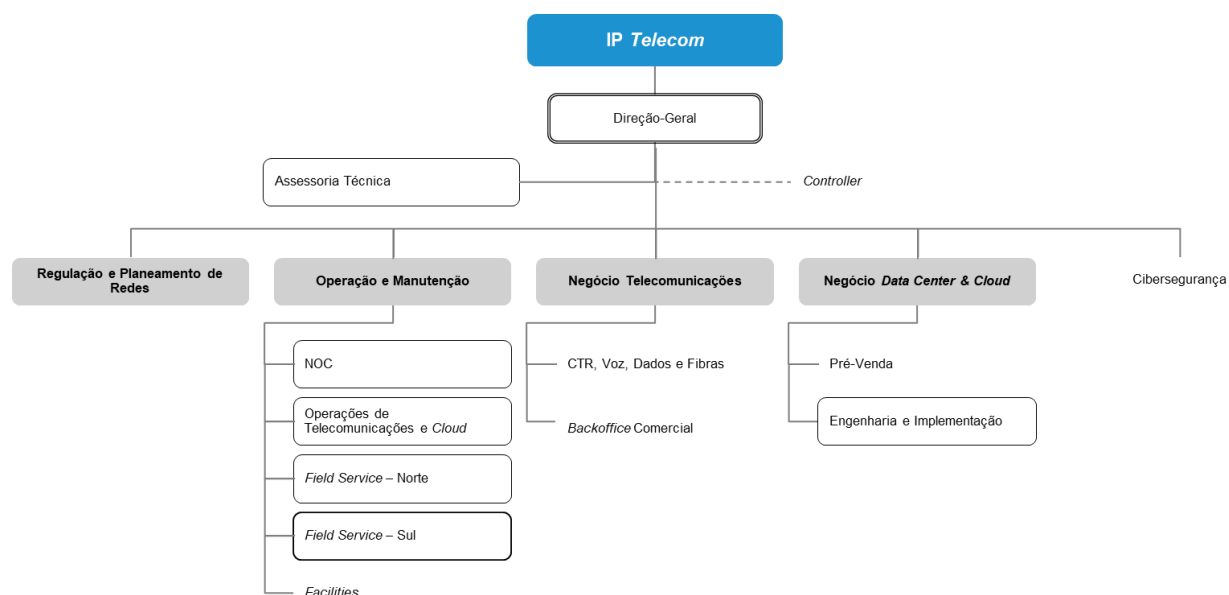 IP Telecom
Direção-Geral
Assessoria Técnica
Controller
Regulação e Planeamento de
Redes
Operação e Manutenção
Negócio Telecomunicações
Negócio Data Center & Cloud
Cibersegurança
NOC
Operações de
Telecomunicações e Cloud
Field Service – Norte
Field Service – Sul
Facilities
CTR, Voz, Dados e Fibras
Backoffice Comercial
Pré-Venda
Engenharia e Implementação